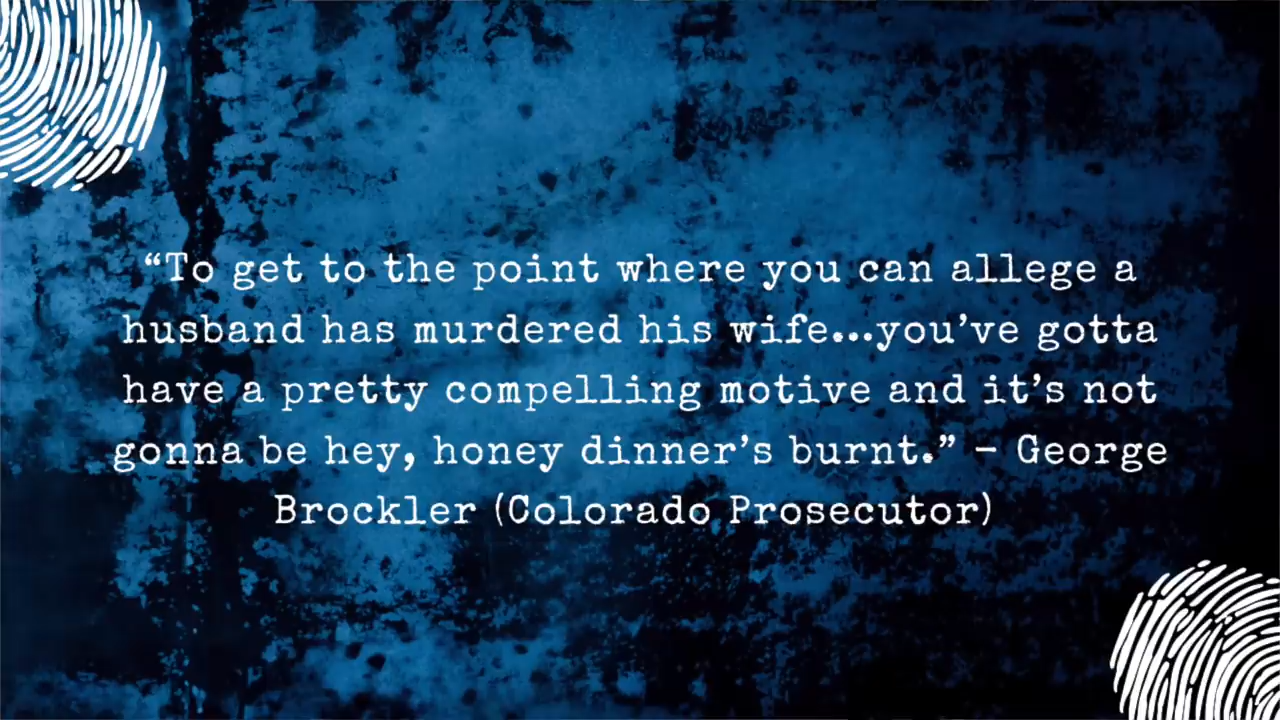 “To get to the point where you can allege a
husband has murdered his wife...you’ve gotta
have a pretty compelling motive and it’s not
gonna be hey, honey dinner’s burnt.” – George
Brockler (Colorado Prosecutor)